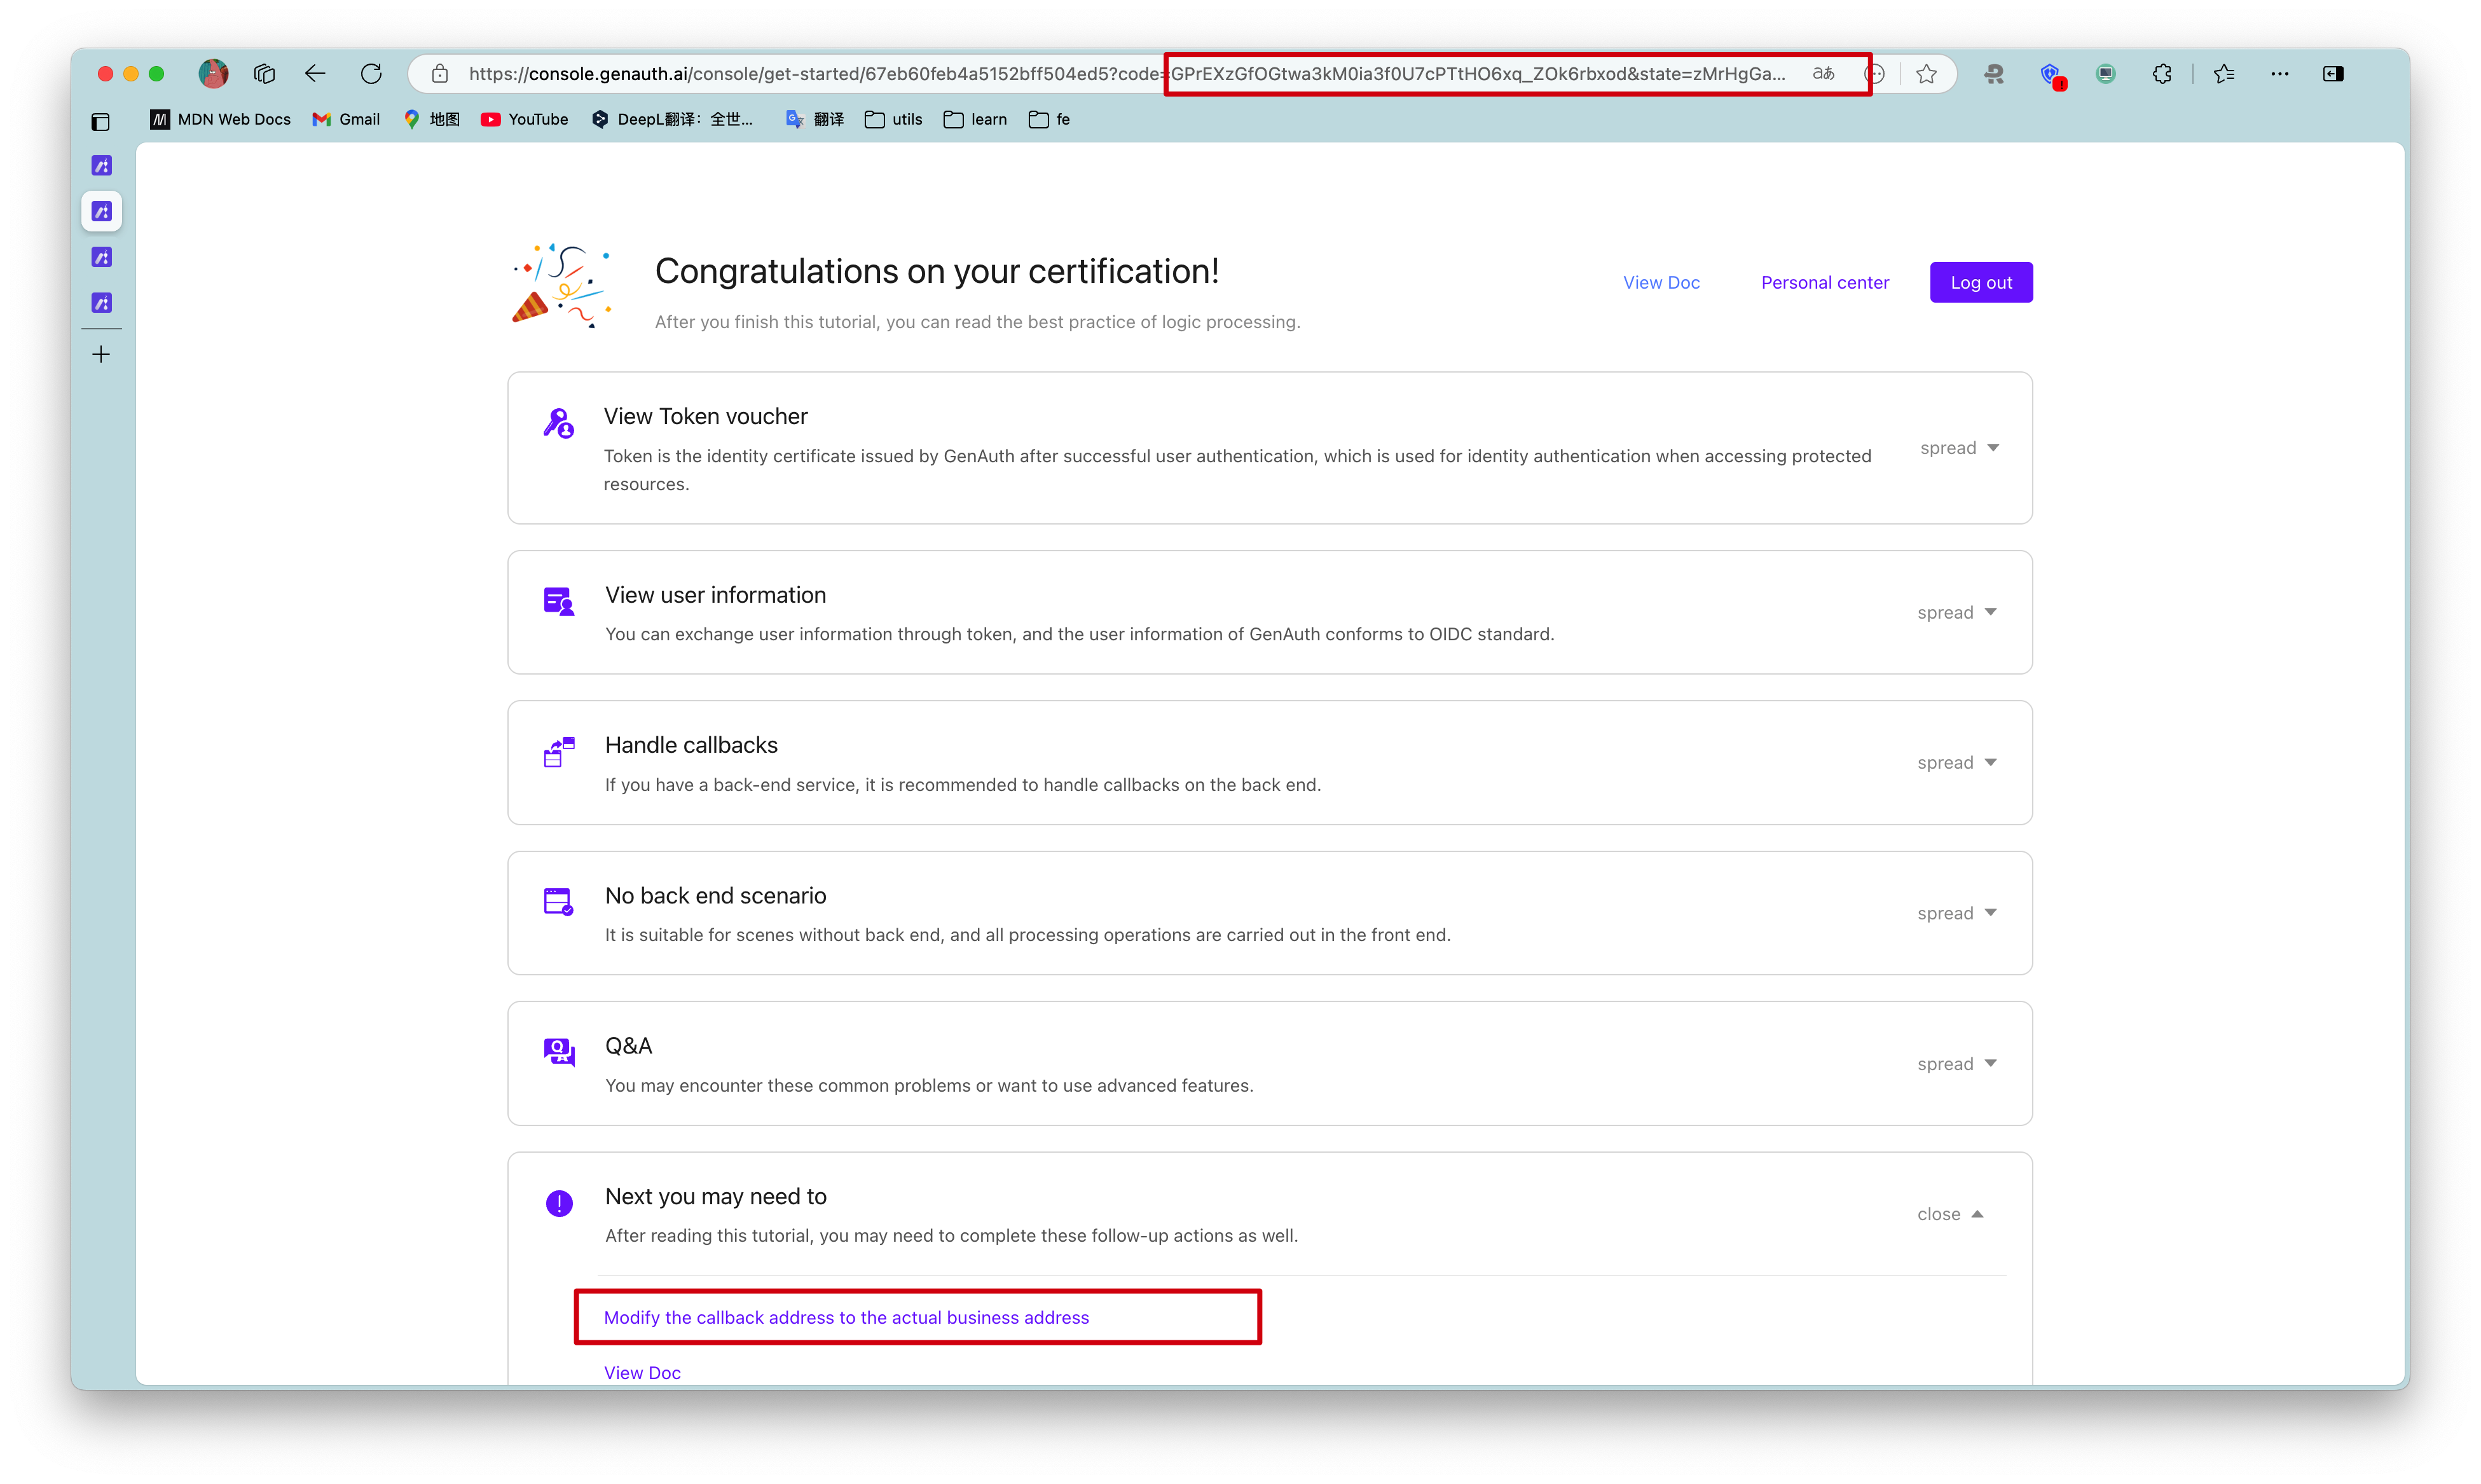 https://console.genauth.ai/console/get-started/67eb60feb4a5152bff504ed5?code=GPrEXzGfOGtwa3kM0ia3f0U7cPTtHO6xq_ZOk6rbxod&state=zMrHgGa... aあ
MDN Web Docs Gmail 地图 YouTube DeepL翻译：全世... 翻译 utils learn fe
Congratulations on your certification!
After you finish this tutorial, you can read the best practice of logic processing.
View Doc Personal center Log out
View Token voucher
Token is the identity certificate issued by GenAuth after successful user authentication, which is used for identity authentication when accessing protected
resources.
spread
View user information
You can exchange user information through token, and the user information of GenAuth conforms to OIDC standard.
spread
Handle callbacks
If you have a back-end service, it is recommended to handle callbacks on the back end.
spread
No back end scenario
It is suitable for scenes without back end, and all processing operations are carried out in the front end.
spread
Q&A
You may encounter these common problems or want to use advanced features.
spread
Next you may need to
After reading this tutorial, you may need to complete these follow-up actions as well.
close
Modify the callback address to the actual business address
View Doc